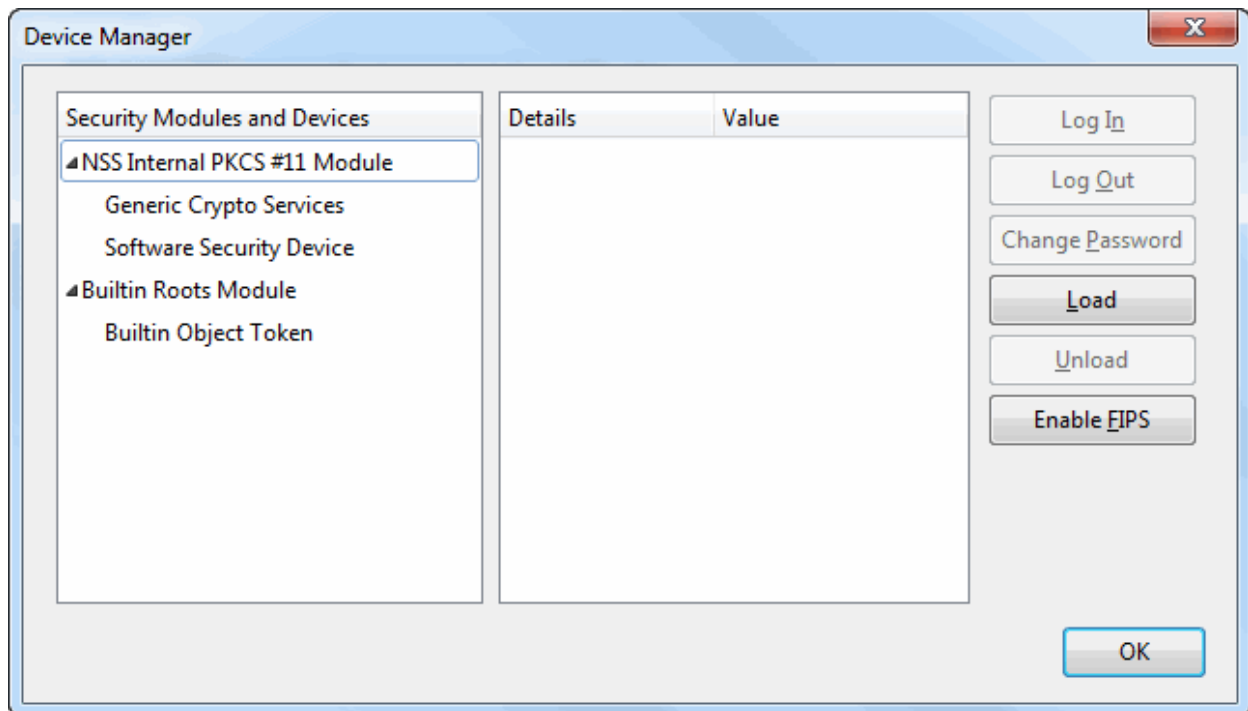 Device Manager
Security Modules and Devices
NSS Internal PKCS #11 Module
Generic Crypto Services
Software Security Device
Builtin Roots Module
Builtin Object Token
Details Value
Log In
Log Out
Change Password
Load
Unload
Enable FIPS
OK